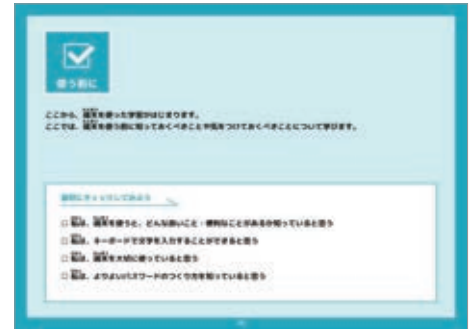 使う前に
ここから、端末を使った学習がはじまります。
ここでは、端末を使う前に知っておくべきことや気をつけておくべきことについて学びます。
最初にチェックしてみよう
□ 私は、端末を使うと、どんな良いこと・便利なことがあるか知っていると思う
□ 私は、キーボードで文字を入力することができると思う
□ 私は、端末を大切に使っていると思う
□ 私は、よりよいパスワードのつくり方を知っていると思う